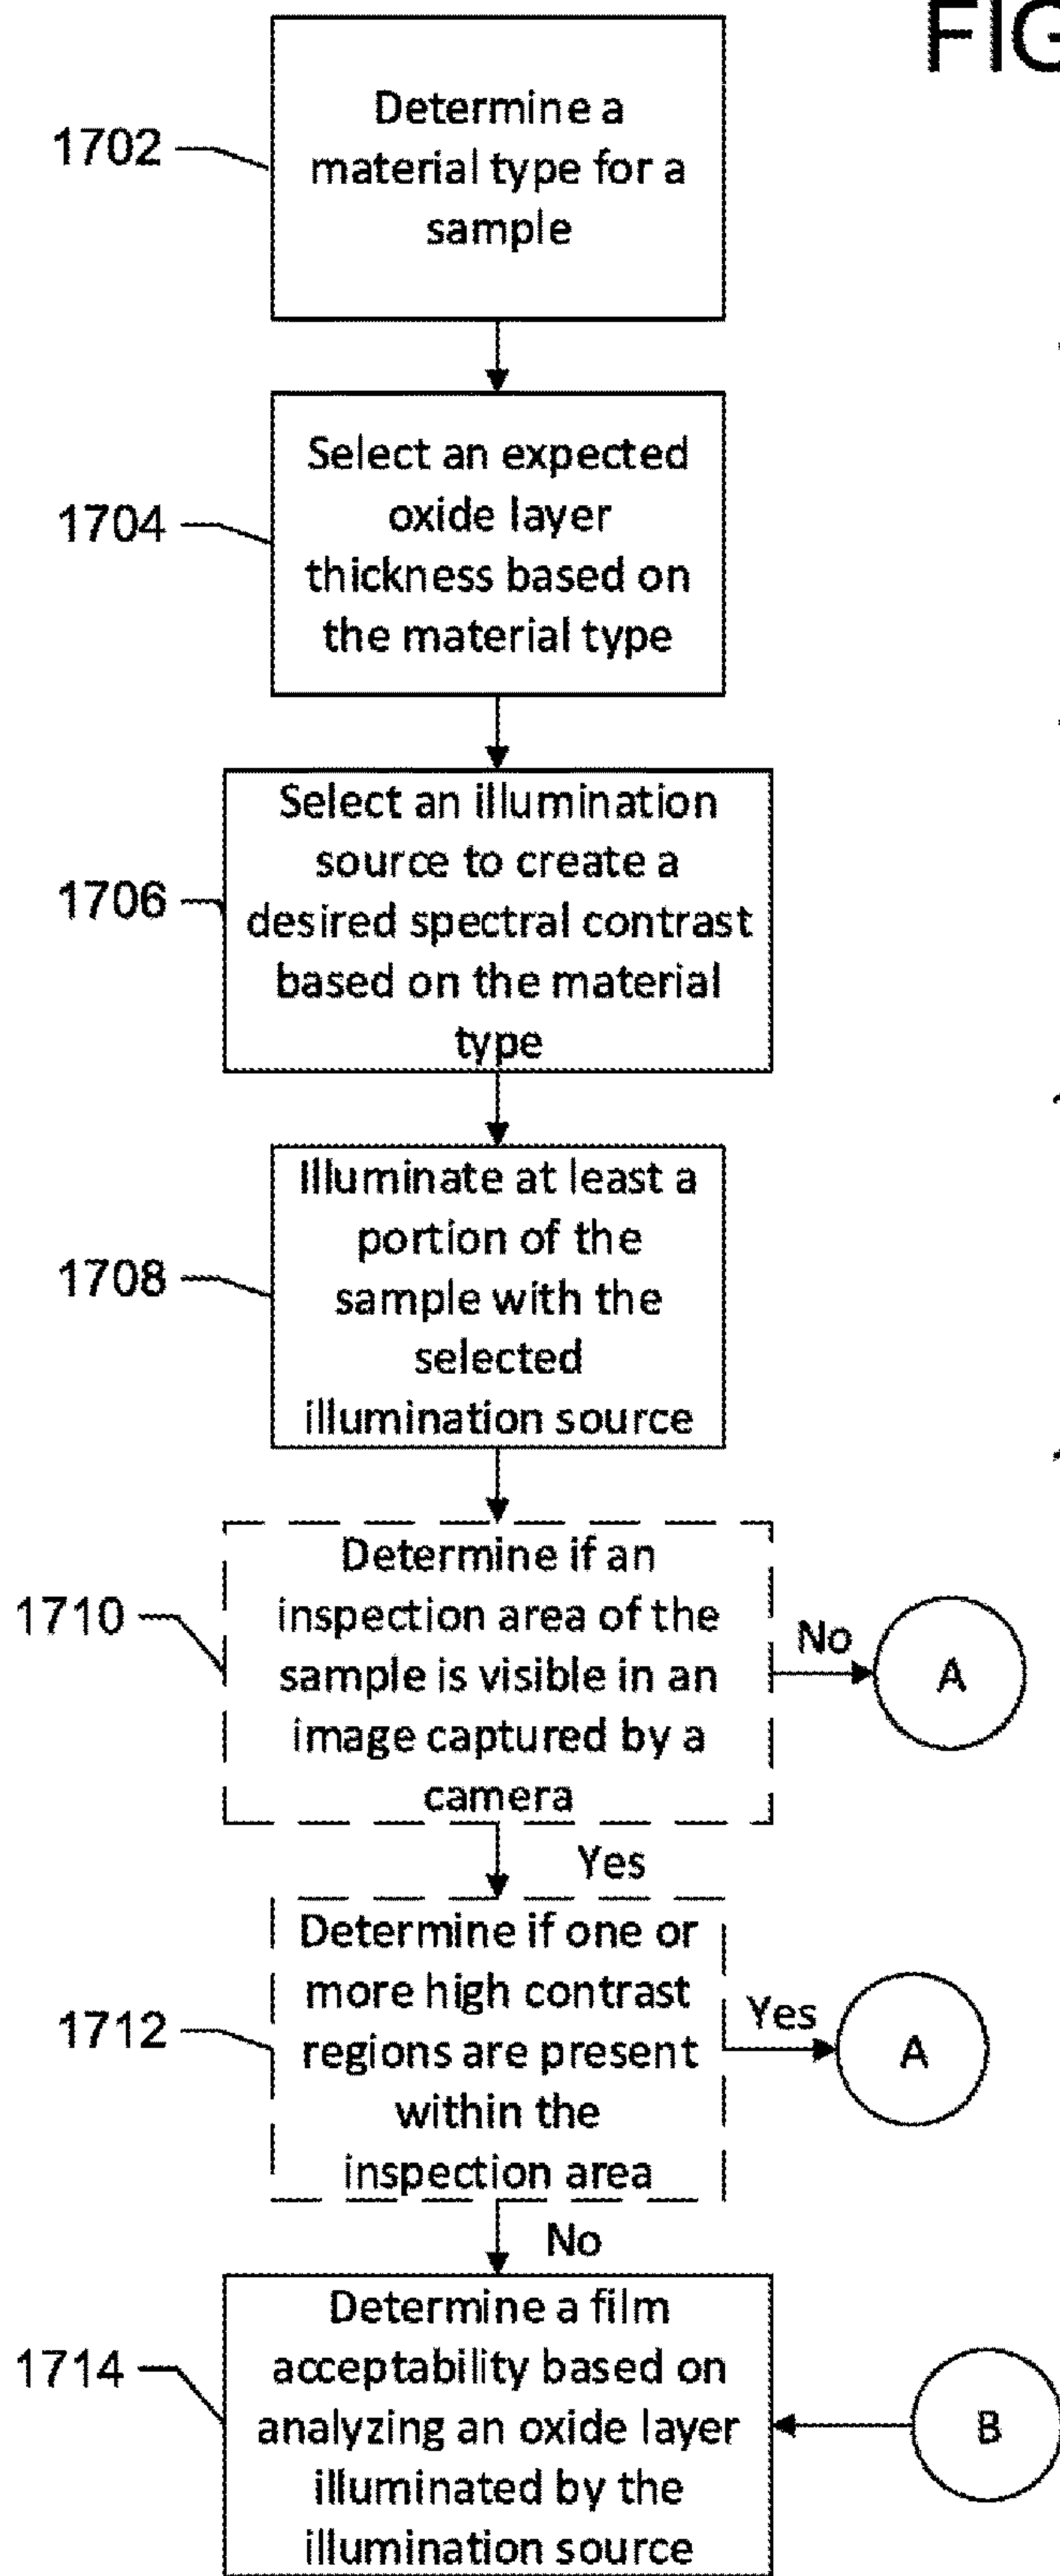 FIG
1702
Determine a
material type for a
sample
1704
Select an expected
oxide layer
thickness based on
the material type
1706
Select an illumination
source to create a
desired spectral contrast
based on the material
type
1708
Illuminate at least a
portion of the
sample with the
selected
illumination source
1710
Determine if an
inspection area of the
sample is visible in an
image captured by a
camera
No
A
Yes
1712
Determine if one or
more high contrast
regions are present
within the
inspection area
Yes
A
No
1714
Determine a film
acceptability based on
analyzing an oxide layer
illuminated by the
illumination source
B